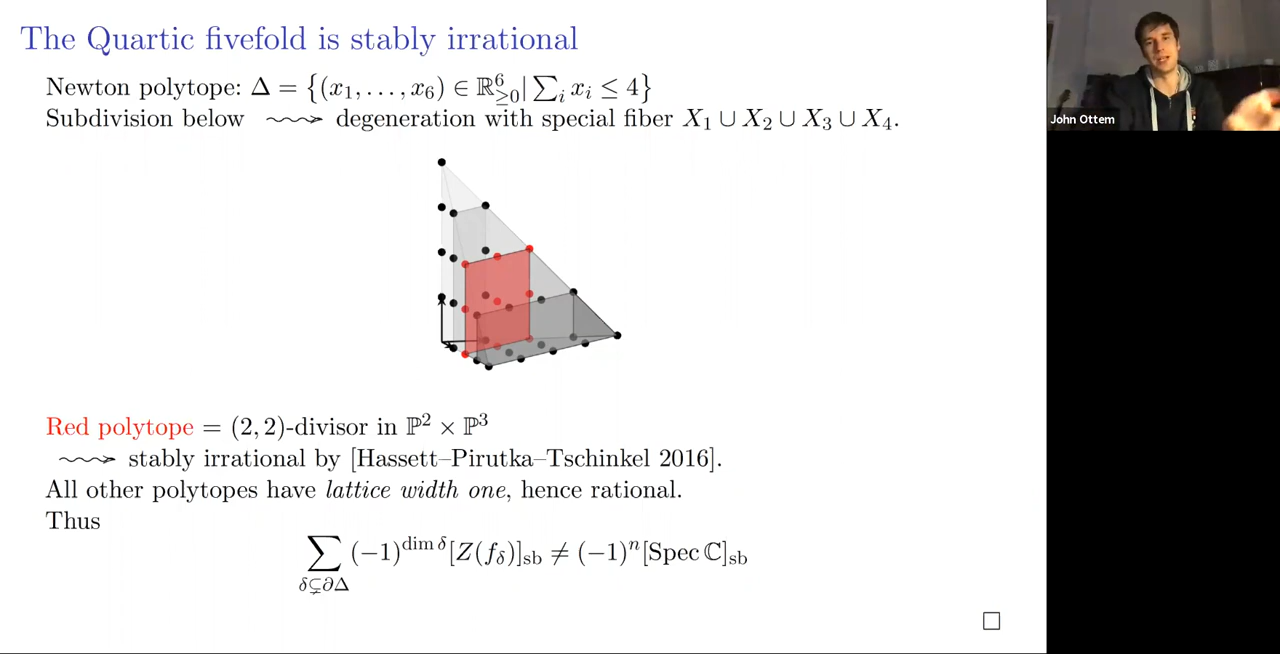 The Quartic fivefold is stably irrational
Newton polytope: Δ = {(x₁, …, x₆) ∈ ℝ⁶≥0 | ∑ᵢ xᵢ ≤ 4}
Subdivision below ⇝ degeneration with special fiber X₁ ∪ X₂ ∪ X₃ ∪ X₄.
Red polytope = (2, 2)-divisor in ℙ² × ℙ³
⇝ stably irrational by [Hassett–Pirutka–Tschinkel 2016].
All other polytopes have lattice width one, hence rational.
Thus
∑_{δ⊊∂Δ} (−1)^{dim δ}[Z(f_δ)]_sb ≠ (−1)ⁿ[Spec ℂ]_sb
□
John Ottem